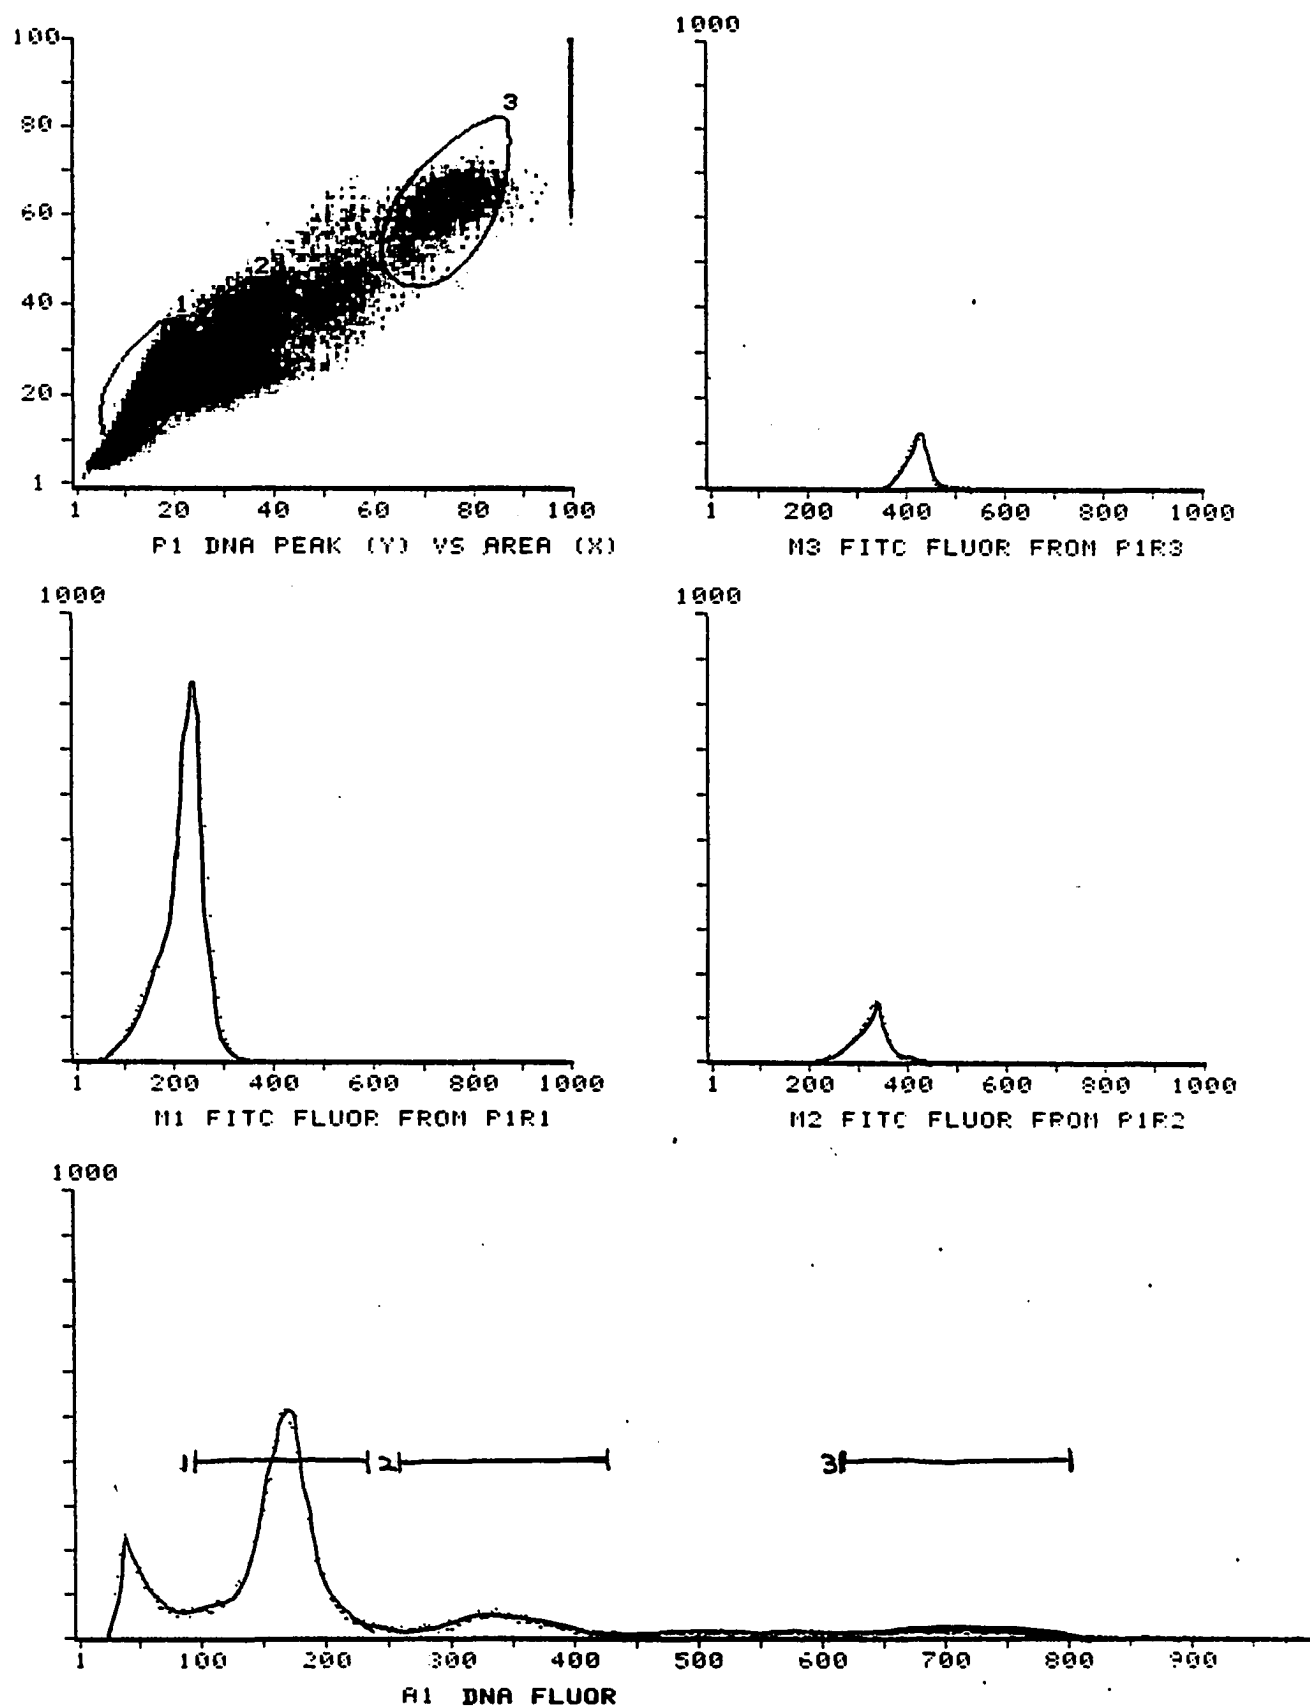 100
80
60
40
20
1
3
2
1
1 20 40 60 80 100
P1 DNA PEAK (Y) VS AREA (X)
1000
1 200 400 600 800 1000
M3 FITC FLUOR FROM P1R3
1000
1 200 400 600 800 1000
M1 FITC FLUOR FROM P1R1
1000
1 200 400 600 800 1000
M2 FITC FLUOR FROM P1R2
1000
1 2 3
1 100 200 300 400 500 600 700 800 900
A1 DNA FLUOR